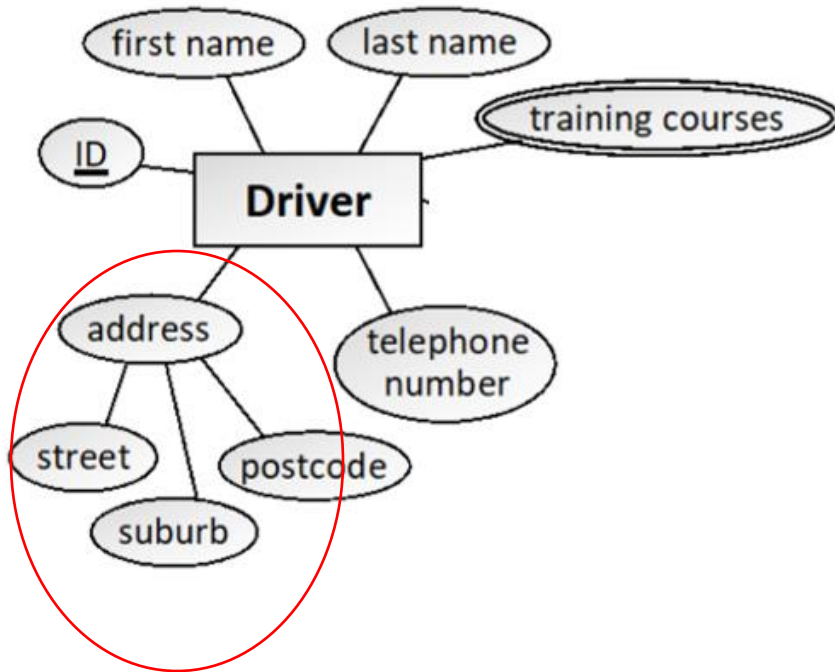 first name
last name
training courses
ID
Driver
address
telephone
number
street
postcode
suburb